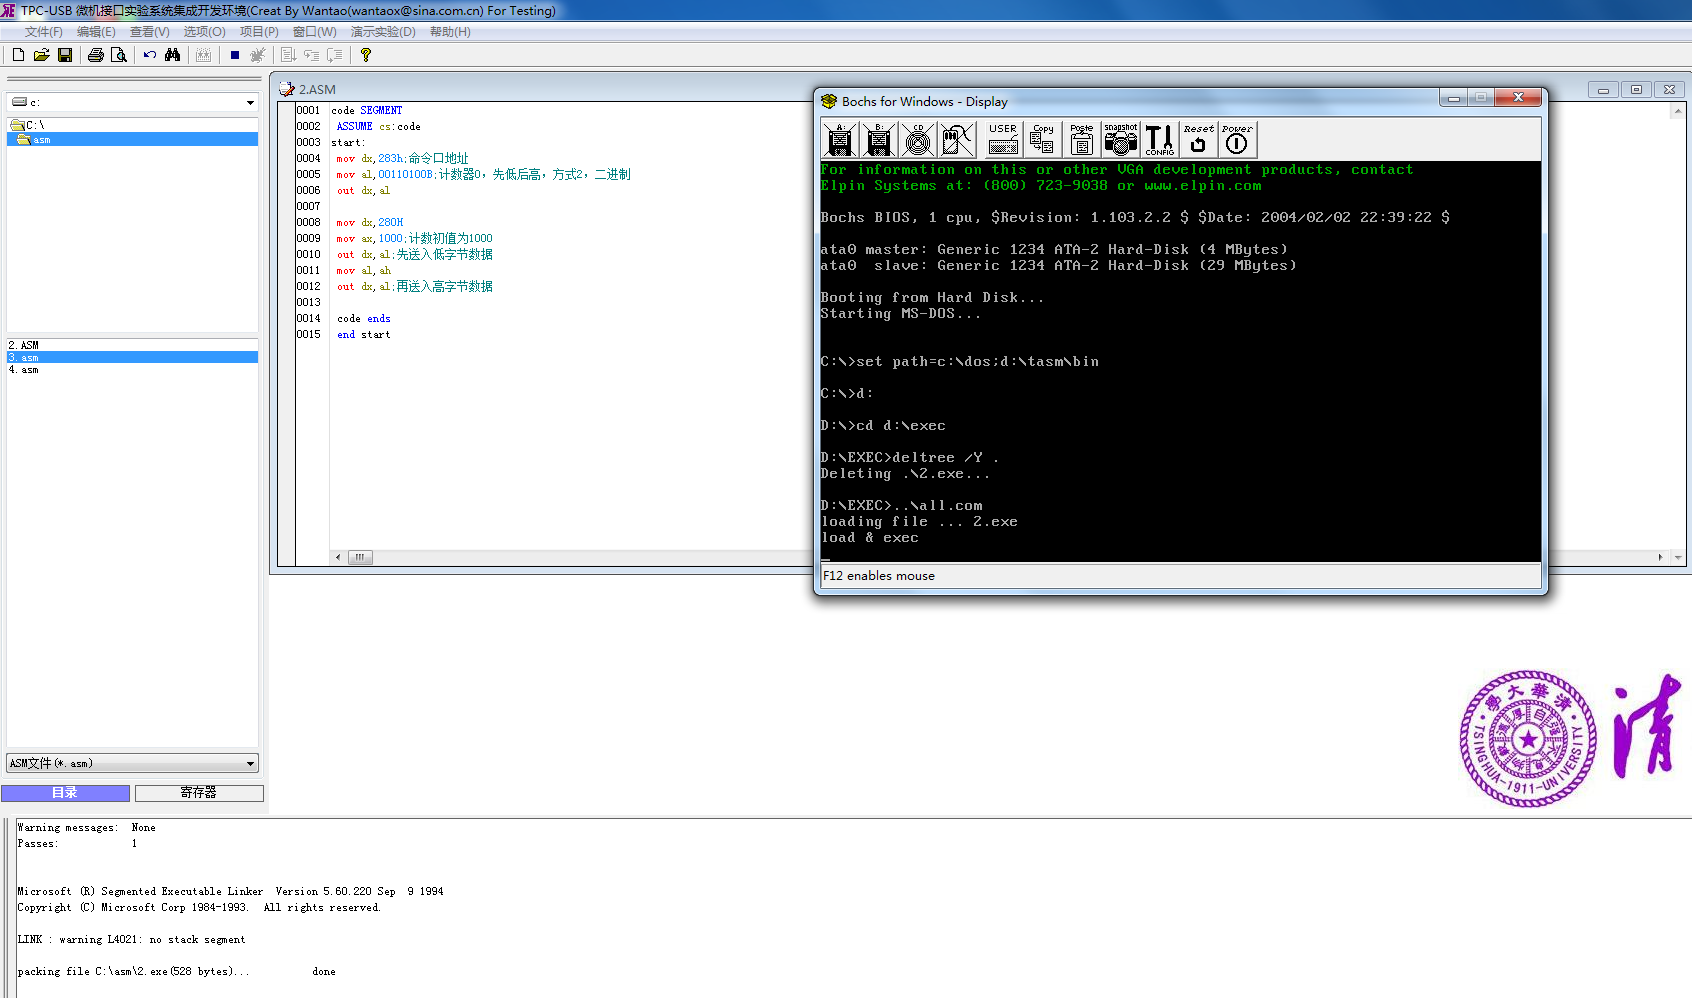 TPC-USB 微机接口实验系统集成开发环境(Creat By Wantao(wantaox@sina.com.cn) For Testing)
文件(F) 编辑(E) 查看(V) 选项(O) 项目(P) 窗口(W) 演示实验(D) 帮助(H)
c:
C:\
asm
2.ASM
3.asm
4.asm
ASM文件(*.asm)
目录
寄存器
2.ASM
0001 code SEGMENT
0002 ASSUME cs:code
0003 start:
0004 mov dx,283h;命令口地址
0005 mov al,00110100B;计数器0，先低后高，方式2，二进制
0006 out dx,al
0007
0008 mov dx,280H
0009 mov ax,1000;计数初值为1000
0010 out dx,al;先送入低字节数据
0011 mov al,ah
0012 out dx,al;再送入高字节数据
0013
0014 code ends
0015 end start
Bochs for Windows - Display
A: B: CD USER Copy Paste snapshot CONFIG Reset Power
For information on this or other VGA development products, contact
Elpin Systems at: (800) 723-9038 or www.elpin.com
Bochs BIOS, 1 cpu, $Revision: 1.103.2.2 $ $Date: 2004/02/02 22:39:22 $
ata0 master: Generic 1234 ATA-2 Hard-Disk (4 MBytes)
ata0  slave: Generic 1234 ATA-2 Hard-Disk (29 MBytes)
Booting from Hard Disk...
Starting MS-DOS...
C:\>set path=c:\dos;d:\tasm\bin
C:\>d:
D:\>cd d:\exec
D:\EXEC>deltree /Y .
Deleting .\2.exe...
D:\EXEC>..\all.com
loading file ... 2.exe
load & exec
F12 enables mouse
學大華清
自强不息
厚德載物
TSINGHUA-1911-UNIVERSITY
清
Warning messages:  None
Passes:            1
Microsoft (R) Segmented Executable Linker  Version 5.60.220 Sep  9 1994
Copyright (C) Microsoft Corp 1984-1993.  All rights reserved.
LINK : warning L4021: no stack segment
packing file C:\asm\2.exe(528 bytes)...          done